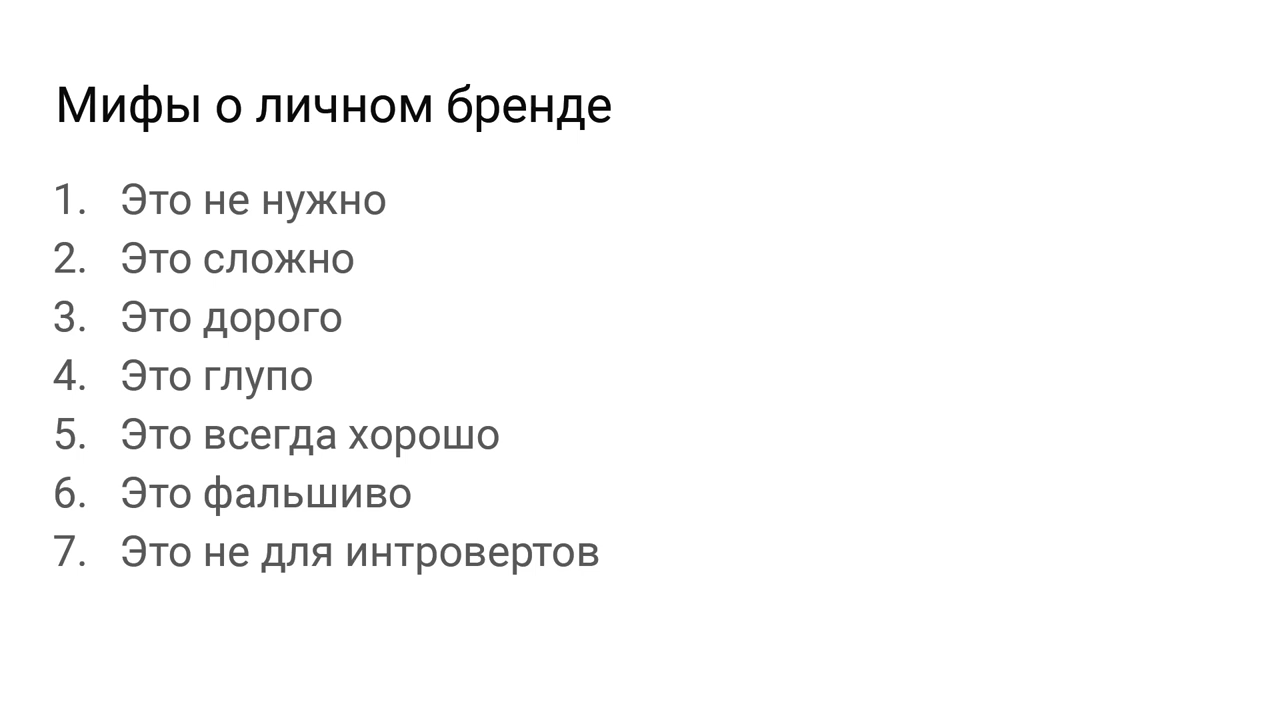 Мифы о личном бренде
1. Это не нужно
2. Это сложно
3. Это дорого
4. Это глупо
5. Это всегда хорошо
6. Это фальшиво
7. Это не для интровертов